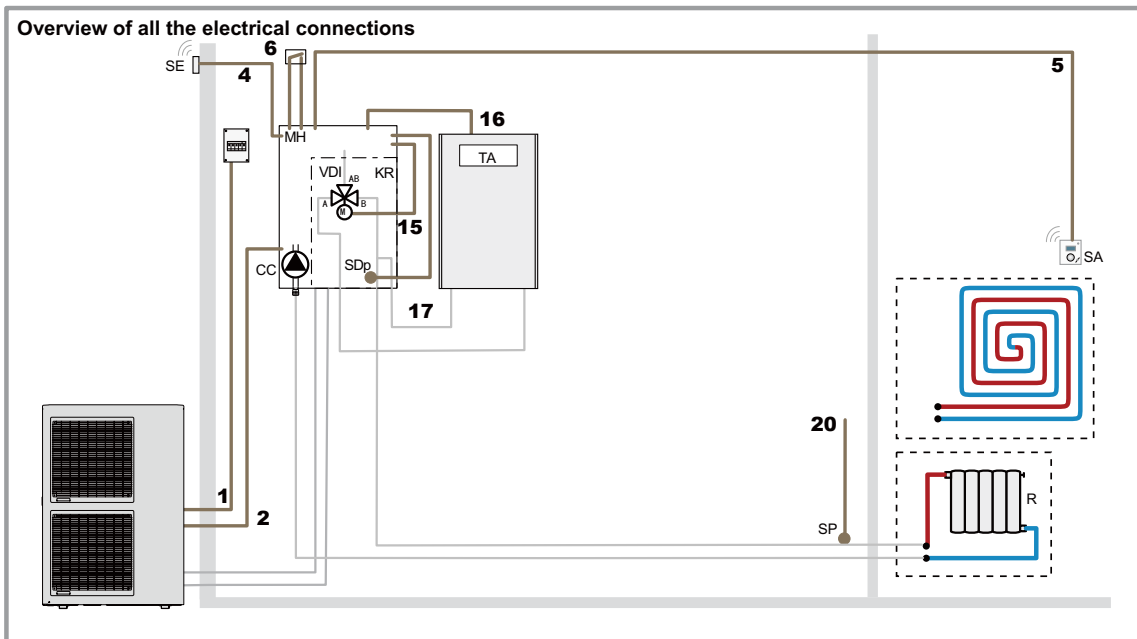 Overview of all the electrical connections
6
SE
4
5
16
MH
TA
VDI
AB
KR
A
B
M
15
SA
CC
SDp
17
20
1
R
2
SP